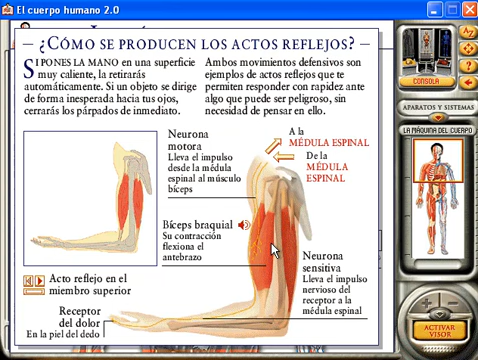 El cuerpo humano 2.0
¿CÓMO SE PRODUCEN LOS ACTOS REFLEJOS?
SI PONES LA MANO en una superficie
muy caliente, la retirarás
automáticamente. Si un objeto se dirige
de forma inesperada hacia tus ojos,
cerrarás los párpados de inmediato.
Ambos movimientos defensivos son
ejemplos de actos reflejos que te
permiten responder con rapidez ante
algo que puede ser peligroso, sin
necesidad de pensar en ello.
Neurona
motora
Lleva el impulso
desde la médula
espinal al músculo
bíceps
A la
MÉDULA ESPINAL
De la
MÉDULA
ESPINAL
Bíceps braquial
Su contracción
flexiona el
antebrazo
Neurona
sensitiva
Lleva el impulso
nervioso del
receptor a la
médula espinal
Acto reflejo en el
miembro superior
Receptor
del dolor
En la piel del dedo
CONSOLA
AZ
?
APARATOS Y SISTEMAS
LA MÁQUINA DEL CUERPO
+ -
ACTIVAR
VISOR